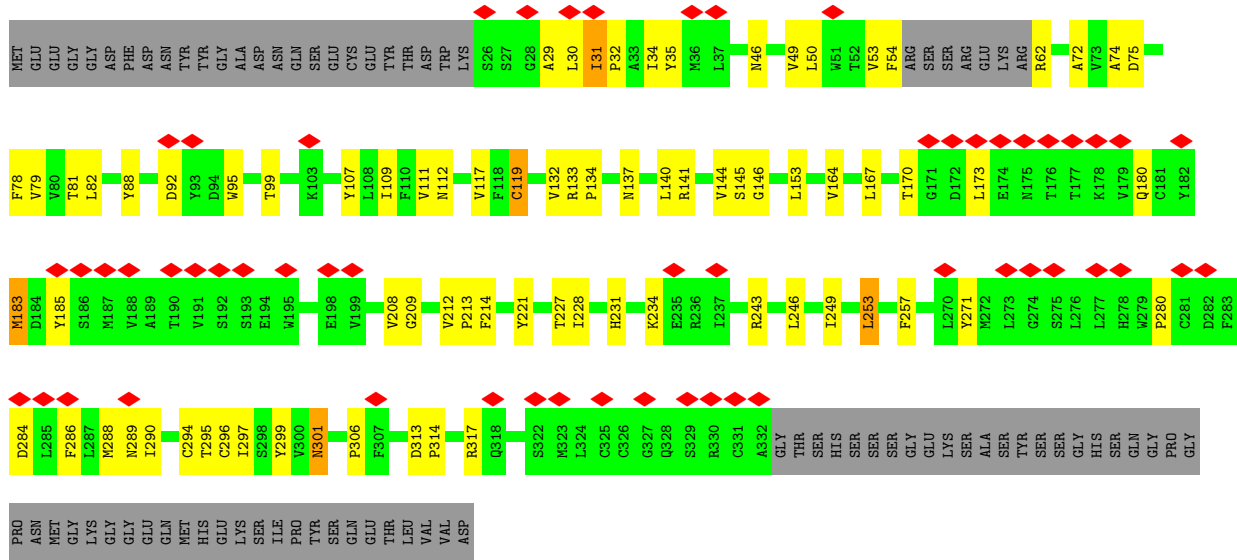 MET GLU GLU GLY GLY ASP PHE ASP ASN TYR TYR GLY ALA ASP ASN GLN SER GLU CYS GLU TYR THR ASP TRP LYS S26 S27 G28 A29 L30 I31 P32 A33 I34 Y35 M36 L37 N46 V49 L50 W51 T52 V53 F54 ARG SER SER ARG GLU LYS ARG R62 A72 V73 A74 D75
F78 V79 V80 T81 L82 Y88 D92 Y93 D94 W95 T99 K103 Y107 L108 I109 F110 V111 N112 V117 F118 C119 V132 R133 P134 N137 L140 R141 V144 S145 G146 L153 V164 L167 T170 G171 D172 L173 E174 N175 T176 T177 K178 V179 Q180 C181 Y182
M183 D184 Y185 S186 M187 V188 A189 T190 V191 S192 S193 E194 W195 E198 V199 V208 G209 V212 P213 F214 Y221 T227 I228 H231 K234 E235 R236 I237 R243 L246 I249 L253 F257 L270 Y271 M272 L273 G274 S275 L276 L277 H278 W279 P280 C281 D282 F283
D284 L285 F286 L287 M288 N289 I290 C294 T295 C296 I297 S298 Y299 V300 N301 P306 F307 D313 P314 R317 Q318 S322 M323 L324 C325 C326 G327 Q328 S329 R330 C331 A332 GLY THR SER HIS SER SER SER GLY GLU LYS SER ALA SER TYR SER SER GLY HIS SER GLN GLY PRO GLY
PRO ASN MET GLY LYS GLY GLY GLU GLN MET HIS GLU LYS SER ILE PRO TYR SER GLN GLU THR LEU VAL VAL ASP